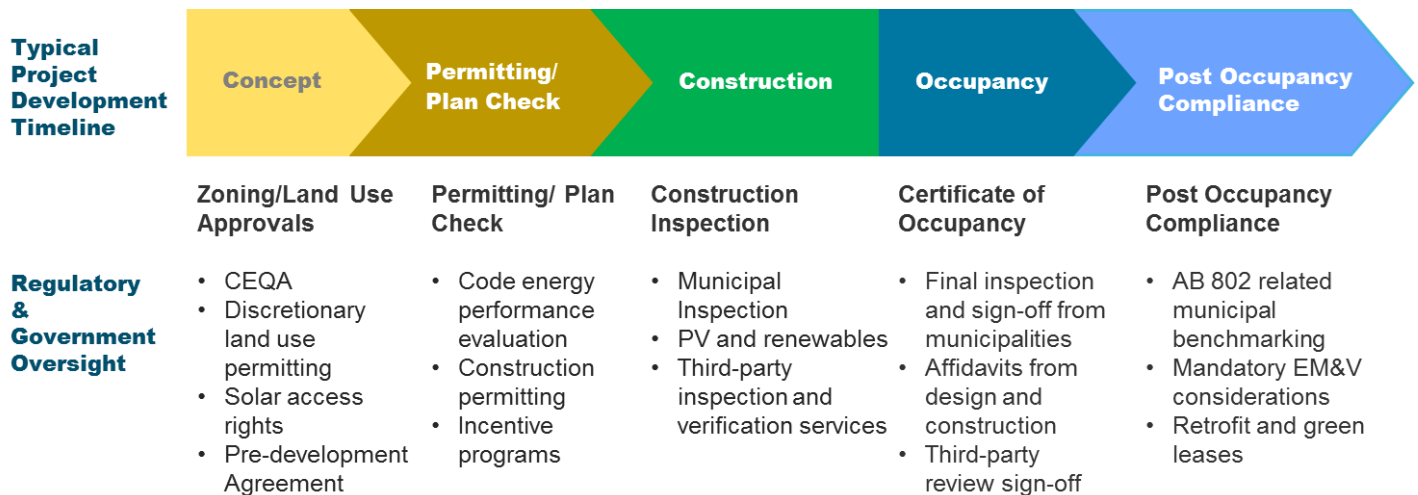 Typical
Project
Development
Timeline
Concept
Permitting/
Plan Check
Construction
Occupancy
Post Occupancy
Compliance
Regulatory
&
Government
Oversight
Zoning/Land Use
Approvals
• CEQA
• Discretionary
land use
permitting
• Solar access
rights
• Pre-development
Agreement
Permitting/ Plan
Check
• Code energy
performance
evaluation
• Construction
permitting
• Incentive
programs
Construction
Inspection
• Municipal
Inspection
• PV and renewables
• Third-party
inspection and
verification services
Certificate of
Occupancy
• Final inspection
and sign-off from
municipalities
• Affidavits from
design and
construction
• Third-party
review sign-off
Post Occupancy
Compliance
• AB 802 related
municipal
benchmarking
• Mandatory EM&V
considerations
• Retrofit and green
leases